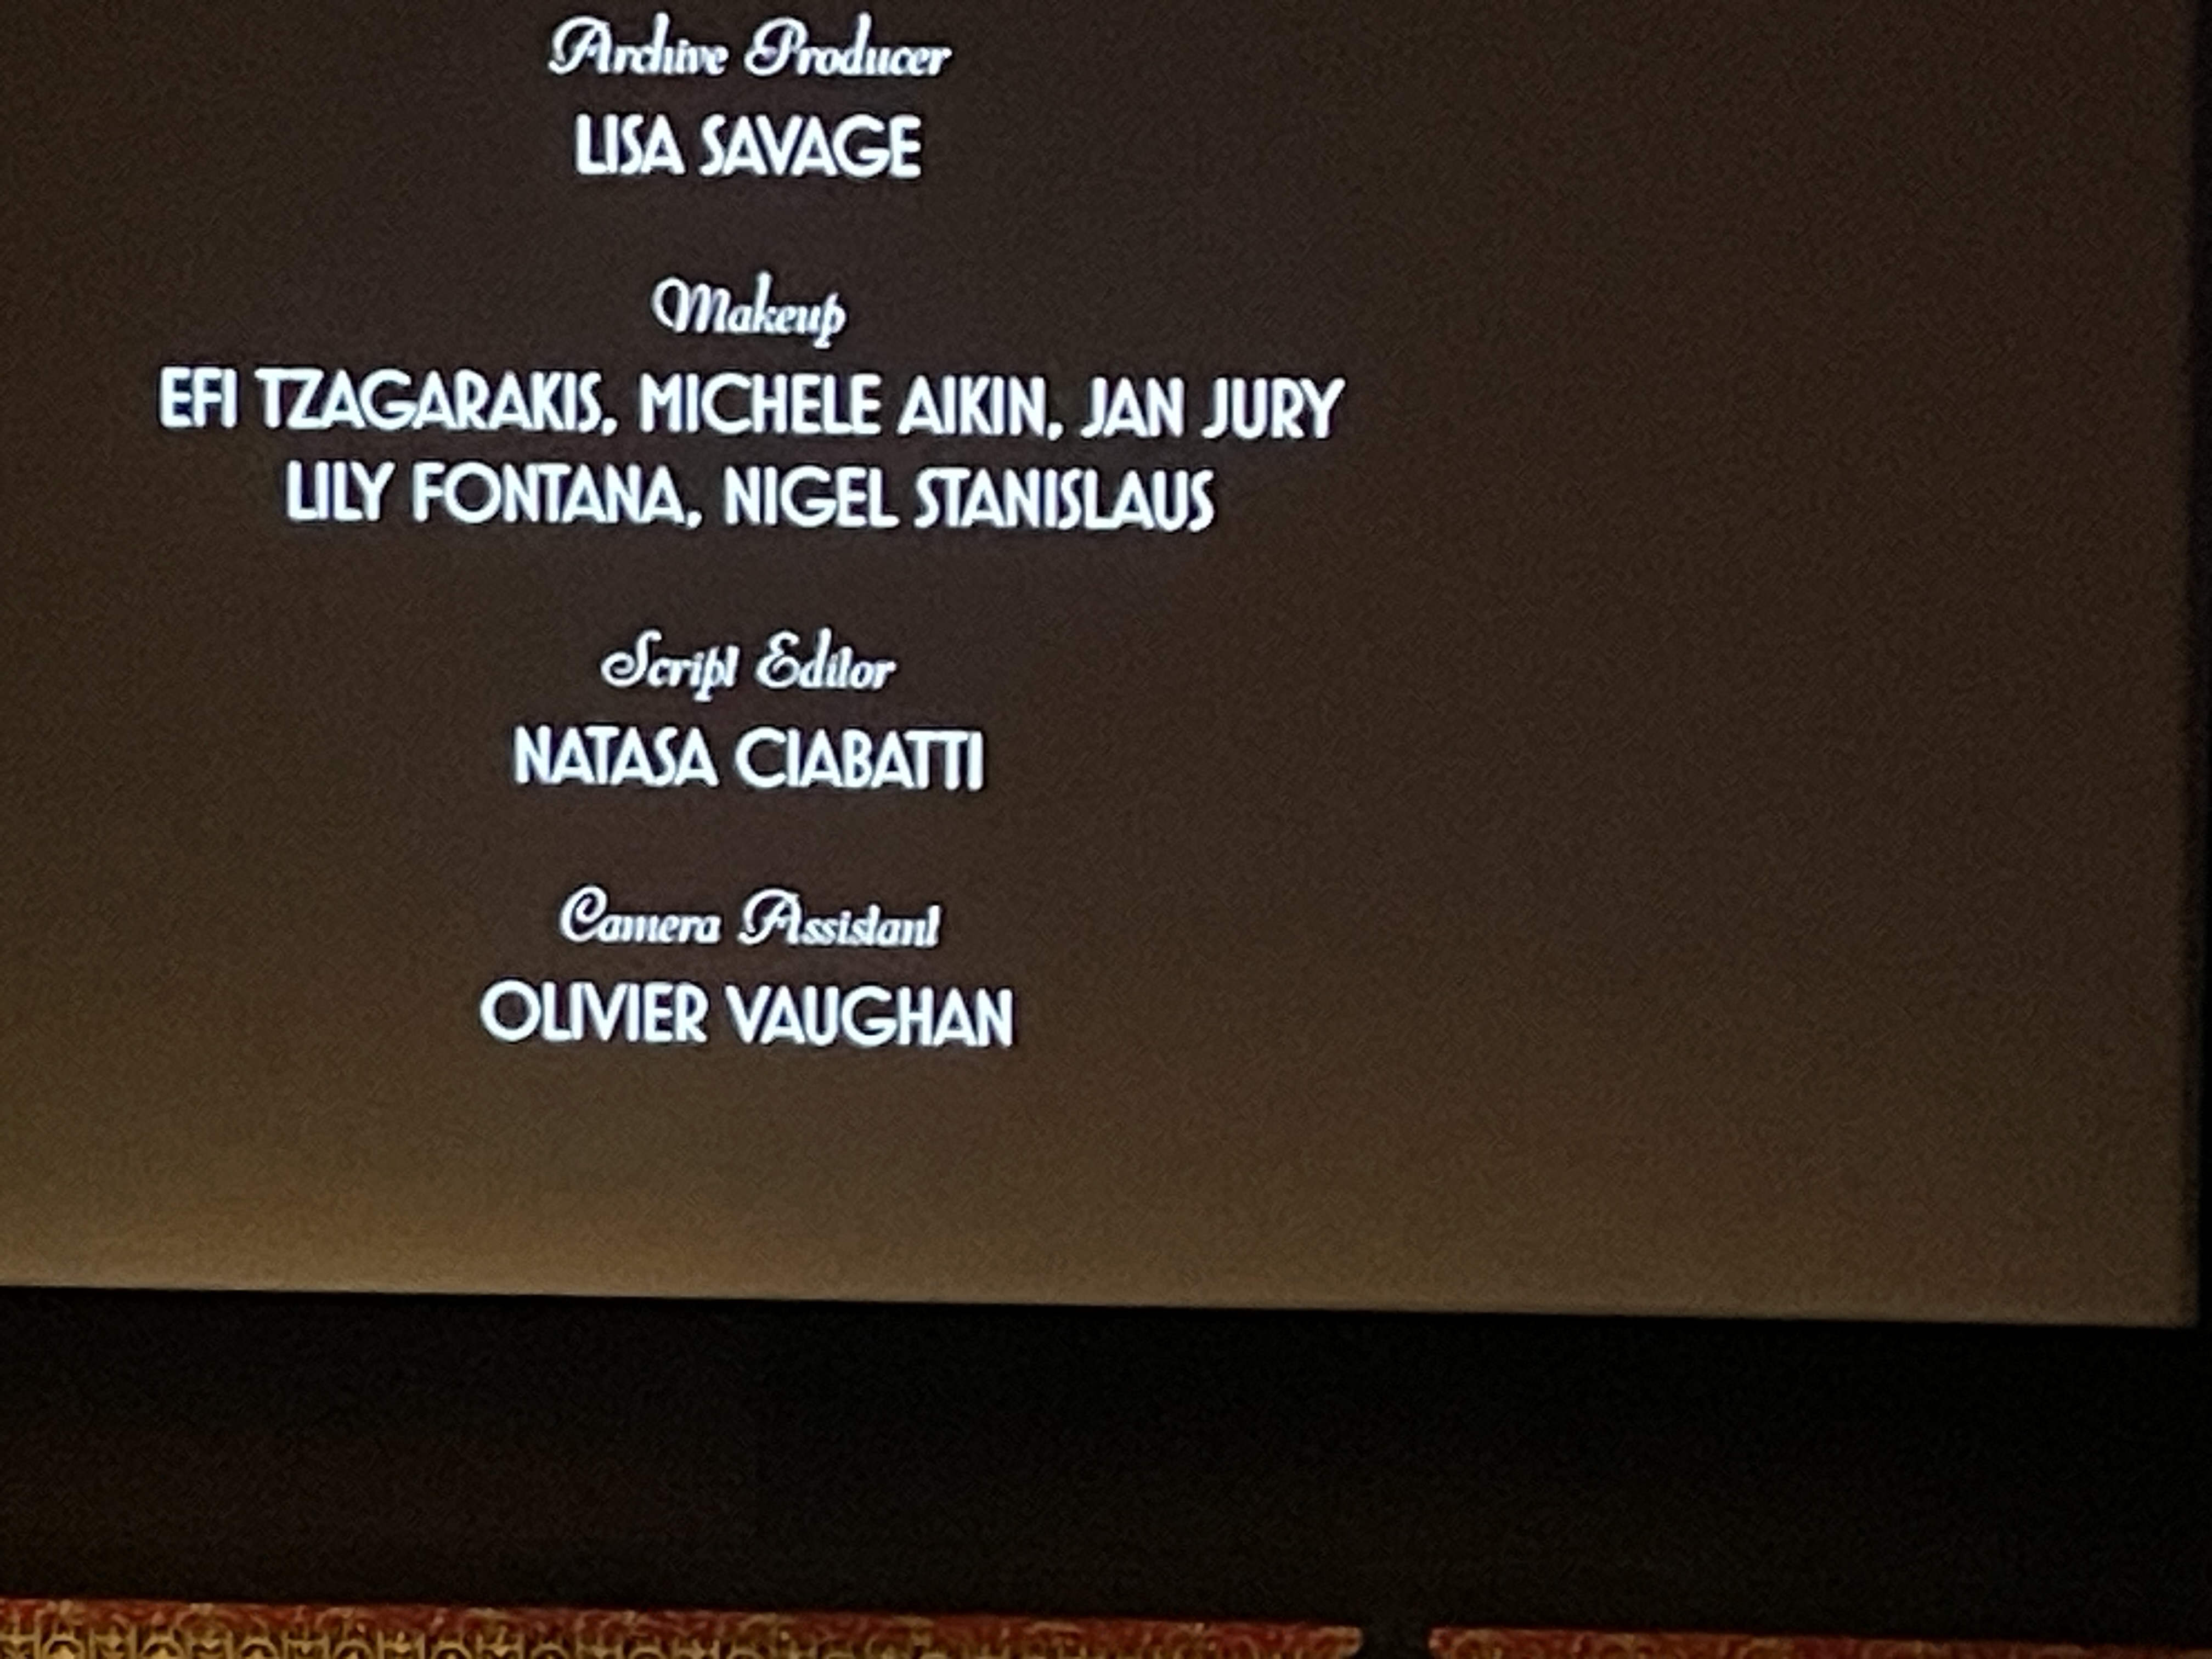 Archive Producer
LISA SAVAGE
Makeup
EFI TZAGARAKIS, MICHELE AIKIN, JAN JURY
LILY FONTANA, NIGEL STANISLAUS
Script Editor
NATASA CIABATTI
Camera Assistant
OLIVIER VAUGHAN